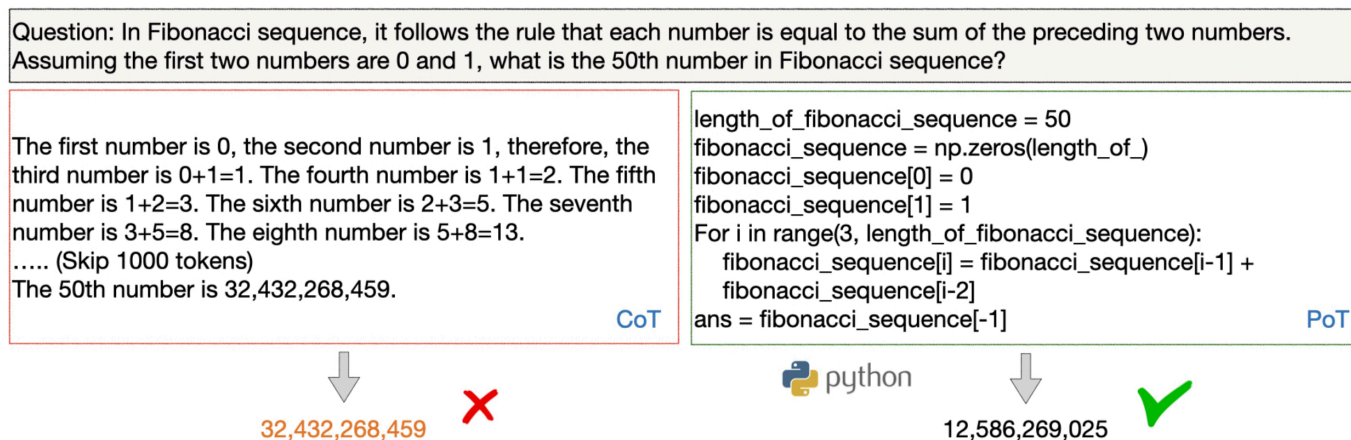 Question: In Fibonacci sequence, it follows the rule that each number is equal to the sum of the preceding two numbers.
Assuming the first two numbers are 0 and 1, what is the 50th number in Fibonacci sequence?
The first number is 0, the second number is 1, therefore, the
third number is 0+1=1. The fourth number is 1+1=2. The fifth
number is 1+2=3. The sixth number is 2+3=5. The seventh
number is 3+5=8. The eighth number is 5+8=13.
….. (Skip 1000 tokens)
The 50th number is 32,432,268,459.
CoT
32,432,268,459
length_of_fibonacci_sequence = 50
fibonacci_sequence = np.zeros(length_of_)
fibonacci_sequence[0] = 0
fibonacci_sequence[1] = 1
For i in range(3, length_of_fibonacci_sequence):
fibonacci_sequence[i] = fibonacci_sequence[i-1] +
fibonacci_sequence[i-2]
ans = fibonacci_sequence[-1]
PoT
python
12,586,269,025